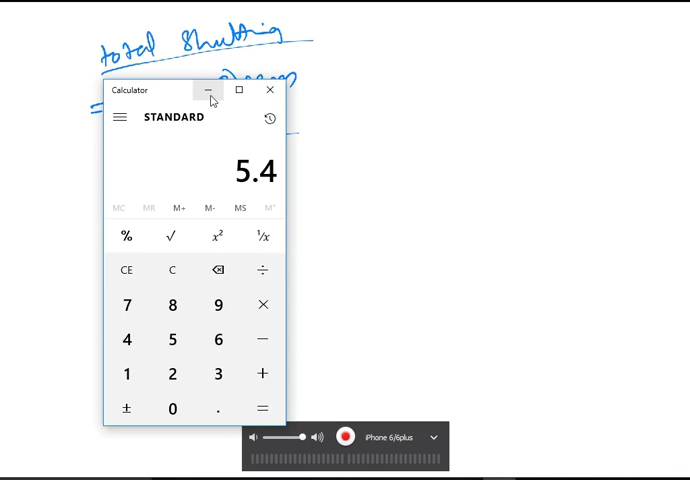 total Shutting
=
Calculator
STANDARD
5.4
MC MR M+ M- MS M˅
% √ x² ¹/x
CE C ÷
7 8 9 ×
4 5 6 −
1 2 3 +
± 0 . =
iPhone 6/6plus